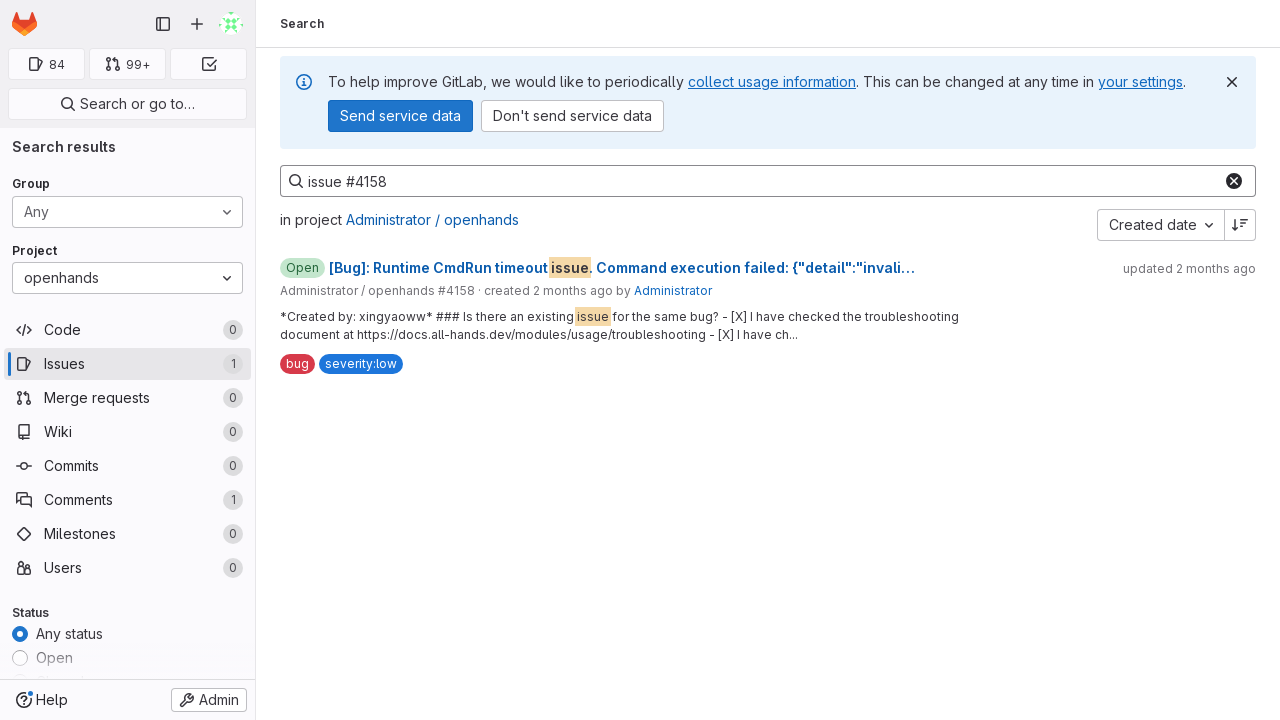 84
99+
Search or go to…
Search results
Group
Any
Project
openhands
Code 0
Issues 1
Merge requests 0
Wiki 0
Commits 0
Comments 1
Milestones 0
Users 0
Status
Any status
Open
Help
Admin
Search
To help improve GitLab, we would like to periodically collect usage information. This can be changed at any time in your settings.
Send service data Don't send service data
issue #4158
in project Administrator / openhands
Created date
Open [Bug]: Runtime CmdRun timeout issue. Command execution failed: {"detail":"invali…
updated 2 months ago
Administrator / openhands #4158 · created 2 months ago by Administrator
*Created by: xingyaoww* ### Is there an existing issue for the same bug? - [X] I have checked the troubleshooting
document at https://docs.all-hands.dev/modules/usage/troubleshooting - [X] I have ch...
bug severity:low